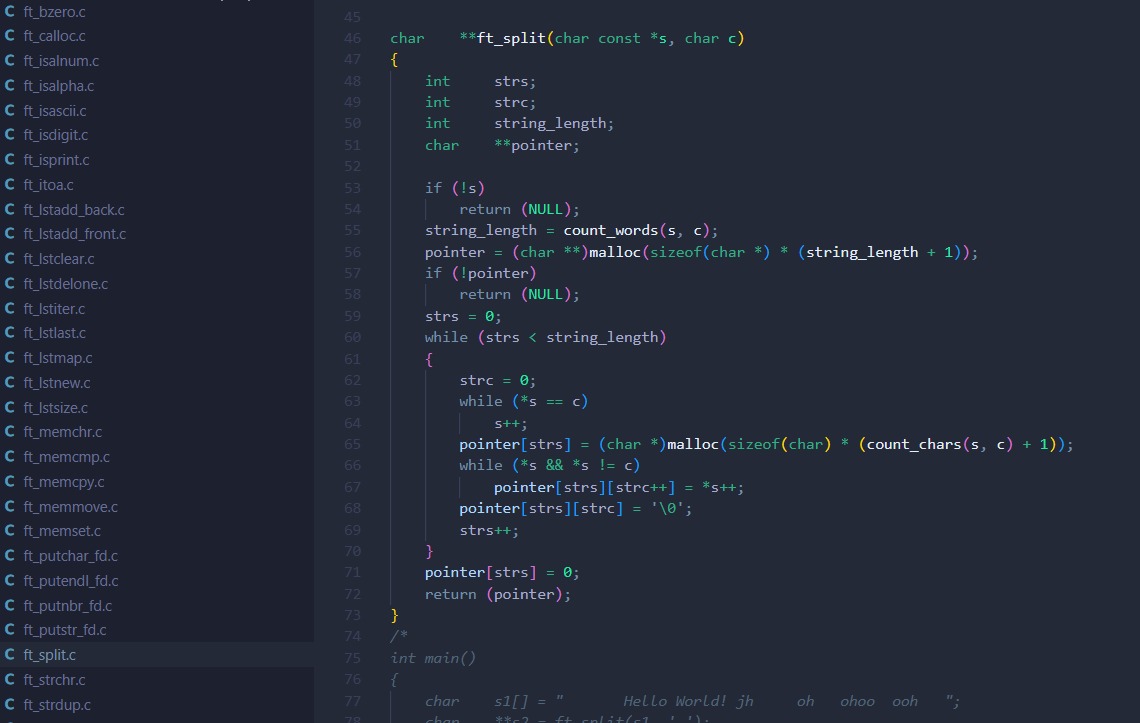 ft_bzero.c
ft_calloc.c
ft_isalnum.c
ft_isalpha.c
ft_isascii.c
ft_isdigit.c
ft_isprint.c
ft_itoa.c
ft_lstadd_back.c
ft_lstadd_front.c
ft_lstclear.c
ft_lstdelone.c
ft_lstiter.c
ft_lstlast.c
ft_lstmap.c
ft_lstnew.c
ft_lstsize.c
ft_memchr.c
ft_memcmp.c
ft_memcpy.c
ft_memmove.c
ft_memset.c
ft_putchar_fd.c
ft_putendl_fd.c
ft_putnbr_fd.c
ft_putstr_fd.c
ft_split.c
ft_strchr.c
ft_strdup.c
45
46 char    **ft_split(char const *s, char c)
47 {
48     int     strs;
49     int     strc;
50     int     string_length;
51     char    **pointer;
52
53     if (!s)
54         return (NULL);
55     string_length = count_words(s, c);
56     pointer = (char **)malloc(sizeof(char *) * (string_length + 1));
57     if (!pointer)
58         return (NULL);
59     strs = 0;
60     while (strs < string_length)
61     {
62         strc = 0;
63         while (*s == c)
64             s++;
65         pointer[strs] = (char *)malloc(sizeof(char) * (count_chars(s, c) + 1));
66         while (*s && *s != c)
67             pointer[strs][strc++] = *s++;
68         pointer[strs][strc] = '\0';
69         strs++;
70     }
71     pointer[strs] = 0;
72     return (pointer);
73 }
74 /*
75 int main()
76 {
77     char    s1[] = "       Hello World! jh     oh   ohoo  ooh   ";
78     char    **s2 = ft_split(s1, ' ');